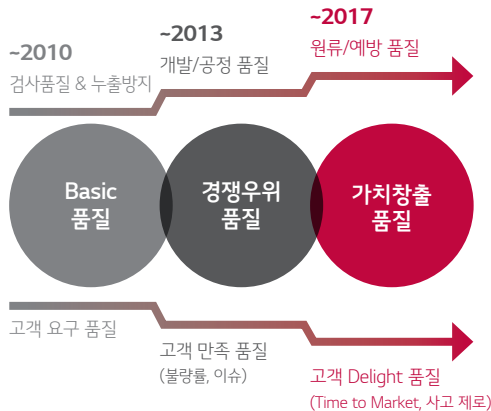 ~2010
검사품질 & 누출방지
~2013
개발/공정 품질
~2017
원류/예방 품질
Basic
품질
경쟁우위
품질
가치창출
품질
고객 요구 품질
고객 만족 품질
(불량률, 이슈)
고객 Delight 품질
(Time to Market, 사고 제로)